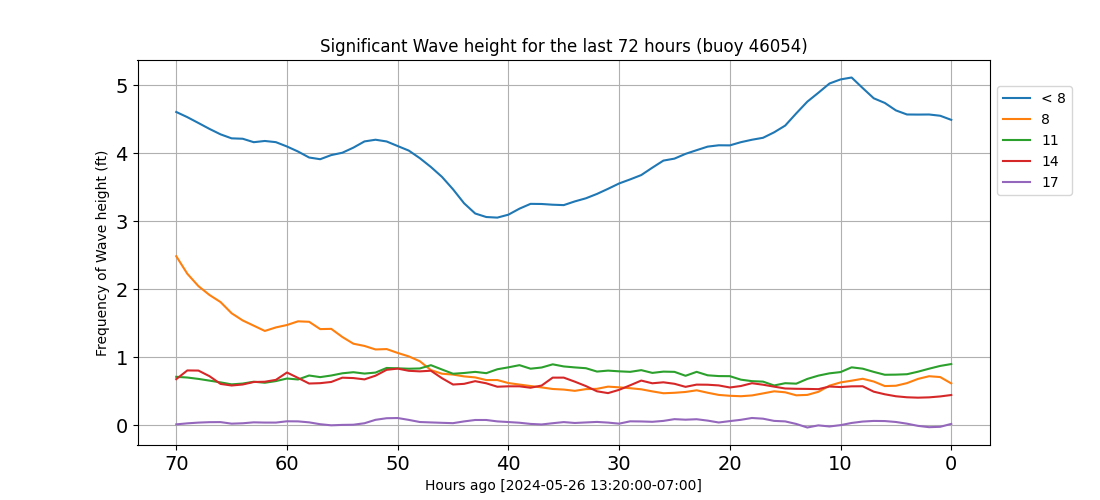 Significant Wave height for the last 72 hours (buoy 46054)
Frequency of Wave height (ft)
5
4
3
2
1
0
70 60 50 40 30 20 10 0
Hours ago [2024-05-26 13:20:00-07:00]
< 8
8
11
14
17